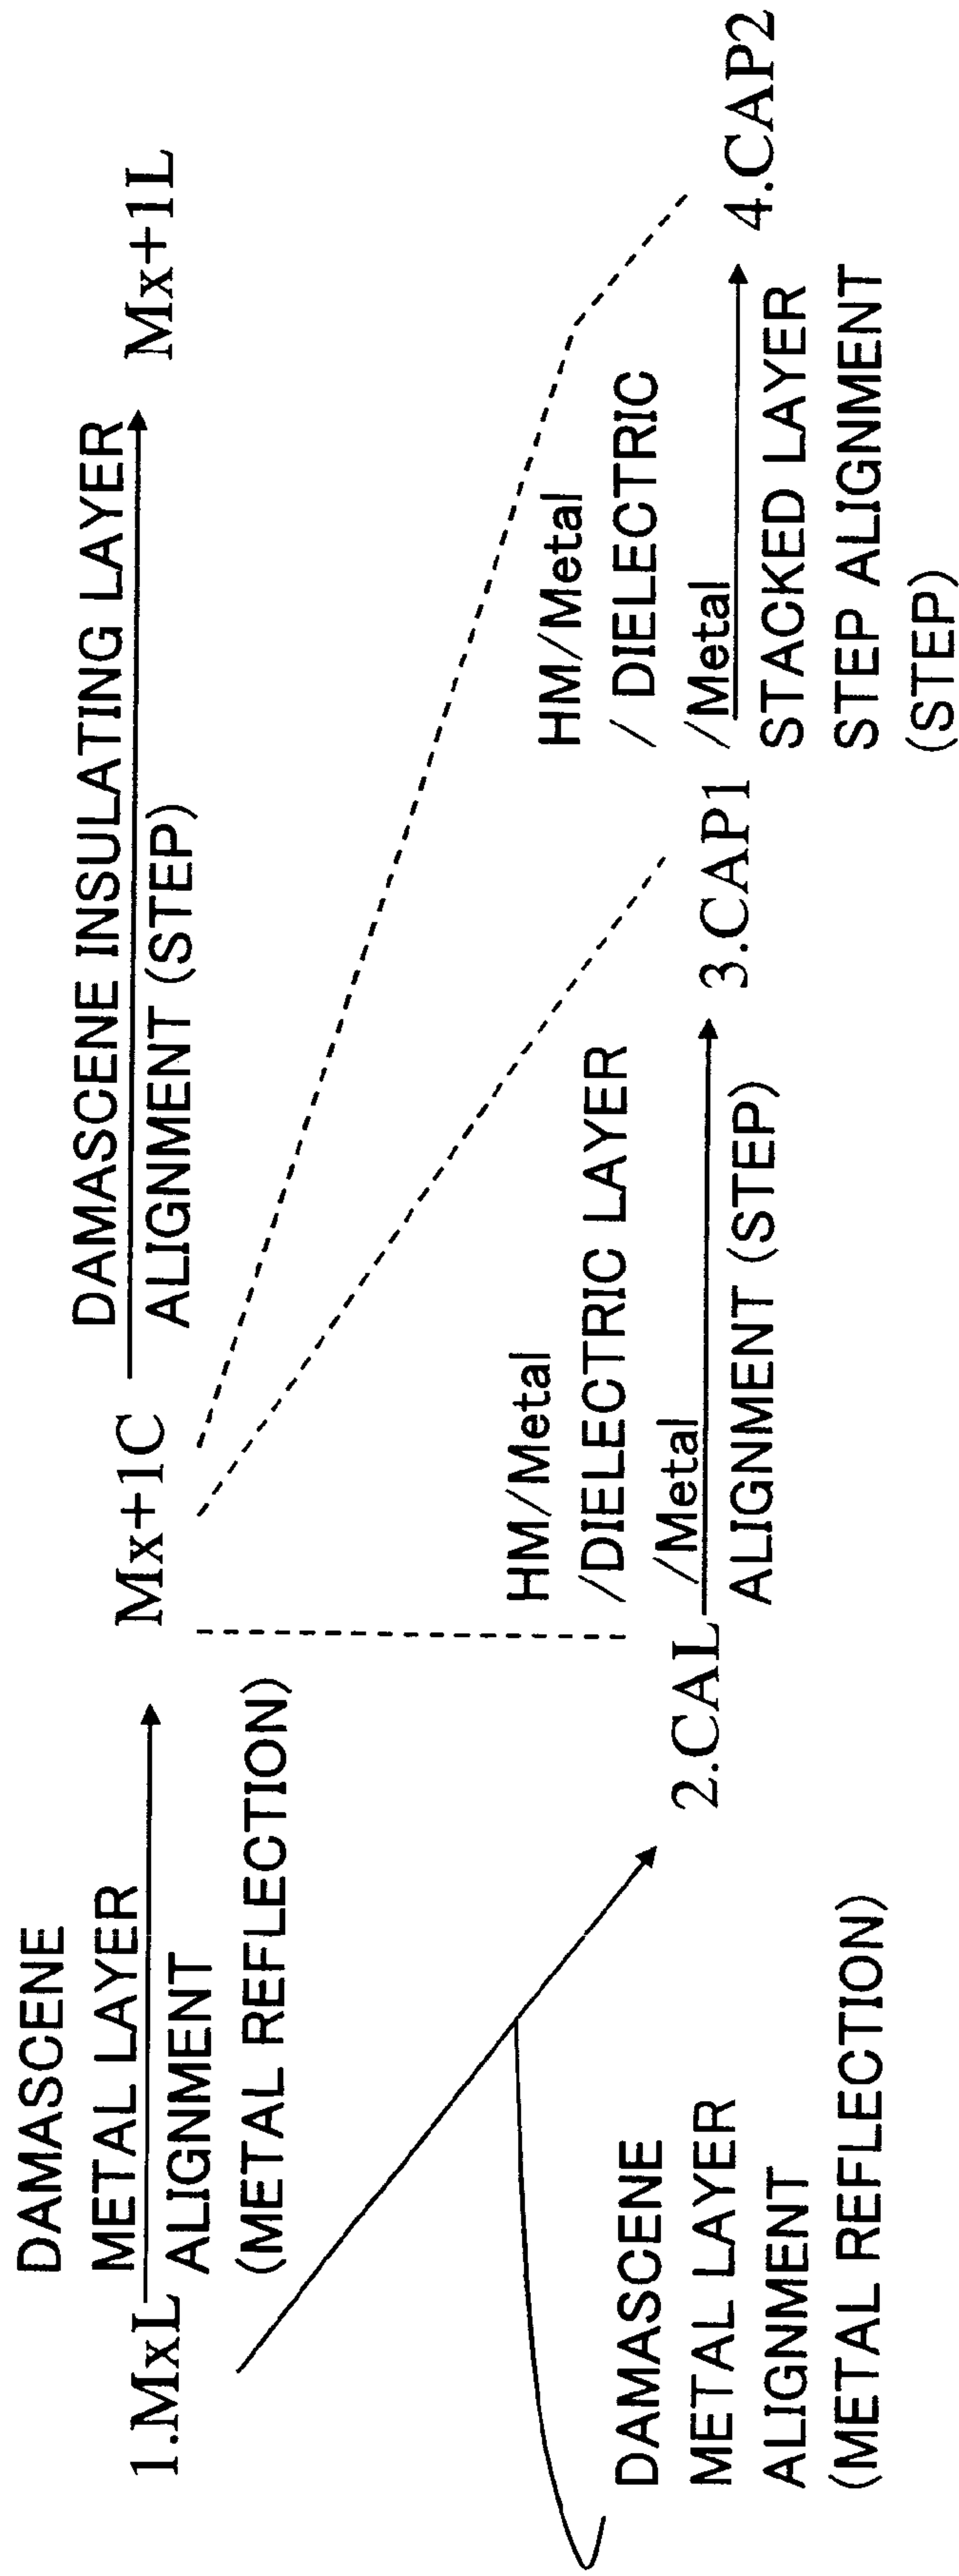 DAMASCENE
METAL LAYER
ALIGNMENT
(METAL REFLECTION)
1.MxL
Mx+1C
DAMASCENE INSULATING LAYER
ALIGNMENT (STEP)
Mx+1L
DAMASCENE
METAL LAYER
ALIGNMENT
(METAL REFLECTION)
2.CAL
HM/Metal
/DIELECTRIC LAYER
/Metal
ALIGNMENT (STEP)
3.CAP1
HM/Metal
/ DIELECTRIC
/Metal
STACKED LAYER
STEP ALIGNMENT
(STEP)
4.CAP2